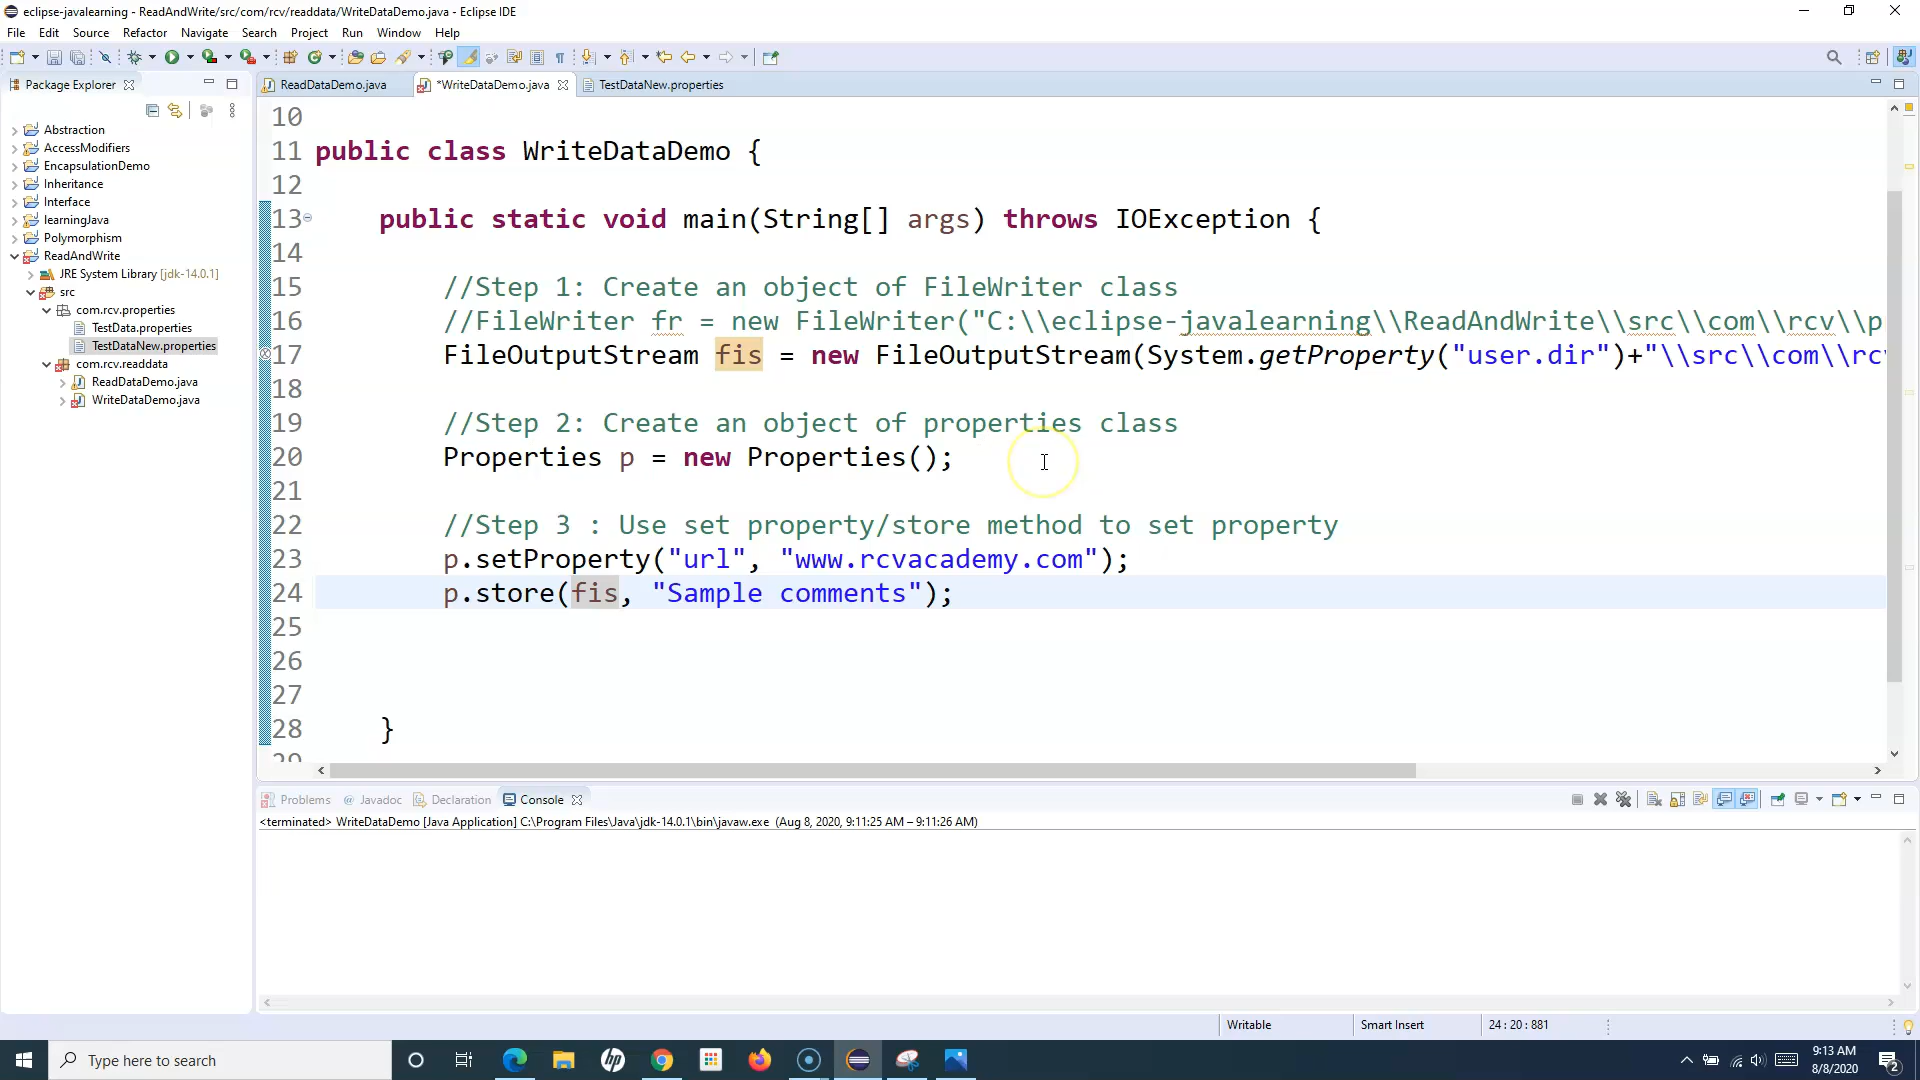 eclipse-javalearning - ReadAndWrite/src/com/rcv/readdata/WriteDataDemo.java - Eclipse IDE
File Edit Source Refactor Navigate Search Project Run Window Help
Package Explorer
ReadDataDemo.java *WriteDataDemo.java TestDataNew.properties
Abstraction
AccessModifiers
EncapsulationDemo
Inheritance
Interface
learningJava
Polymorphism
ReadAndWrite
JRE System Library [jdk-14.0.1]
src
com.rcv.properties
TestData.properties
TestDataNew.properties
com.rcv.readdata
ReadDataDemo.java
WriteDataDemo.java
10
11 public class WriteDataDemo {
12
13 public static void main(String[] args) throws IOException {
14
15 //Step 1: Create an object of FileWriter class
16 //FileWriter fr = new FileWriter("C:\\eclipse-javalearning\\ReadAndWrite\\src\\com\\rcv\\p
17 FileOutputStream fis = new FileOutputStream(System.getProperty("user.dir")+"\\src\\com\\rcv
18
19 //Step 2: Create an object of properties class
20 Properties p = new Properties();
21
22 //Step 3 : Use set property/store method to set property
23 p.setProperty("url", "www.rcvacademy.com");
24 p.store(fis, "Sample comments");
25
26
27
28 }
29
Problems @ Javadoc Declaration Console
<terminated> WriteDataDemo [Java Application] C:\Program Files\Java\jdk-14.0.1\bin\javaw.exe (Aug 8, 2020, 9:11:25 AM – 9:11:26 AM)
Writable Smart Insert 24 : 20 : 881
Type here to search
hp
9:13 AM
8/8/2020
2